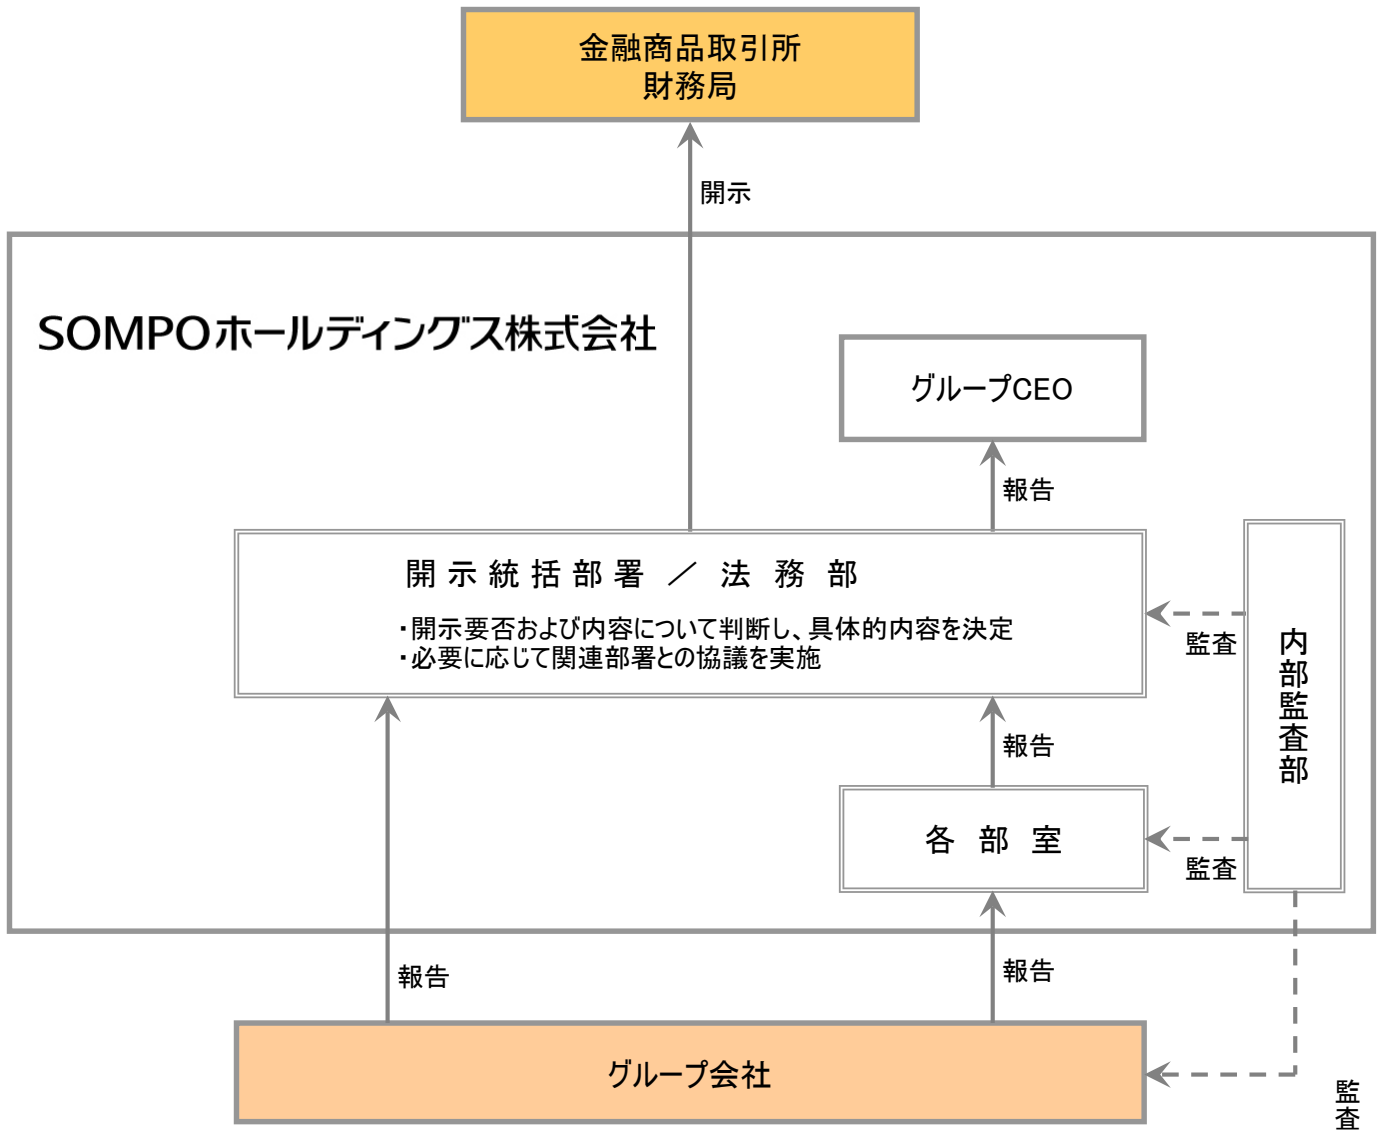 金融商品取引所
財務局
開示
SOMPOホールディングス株式会社
グループCEO
報告
開示統括部署 ／ 法 務 部
・開示要否および内容について判断し、具体的内容を決定
・必要に応じて関連部署との協議を実施
監査
内部監査部
報告
各 部 室
監査
報告
報告
グループ会社
監査